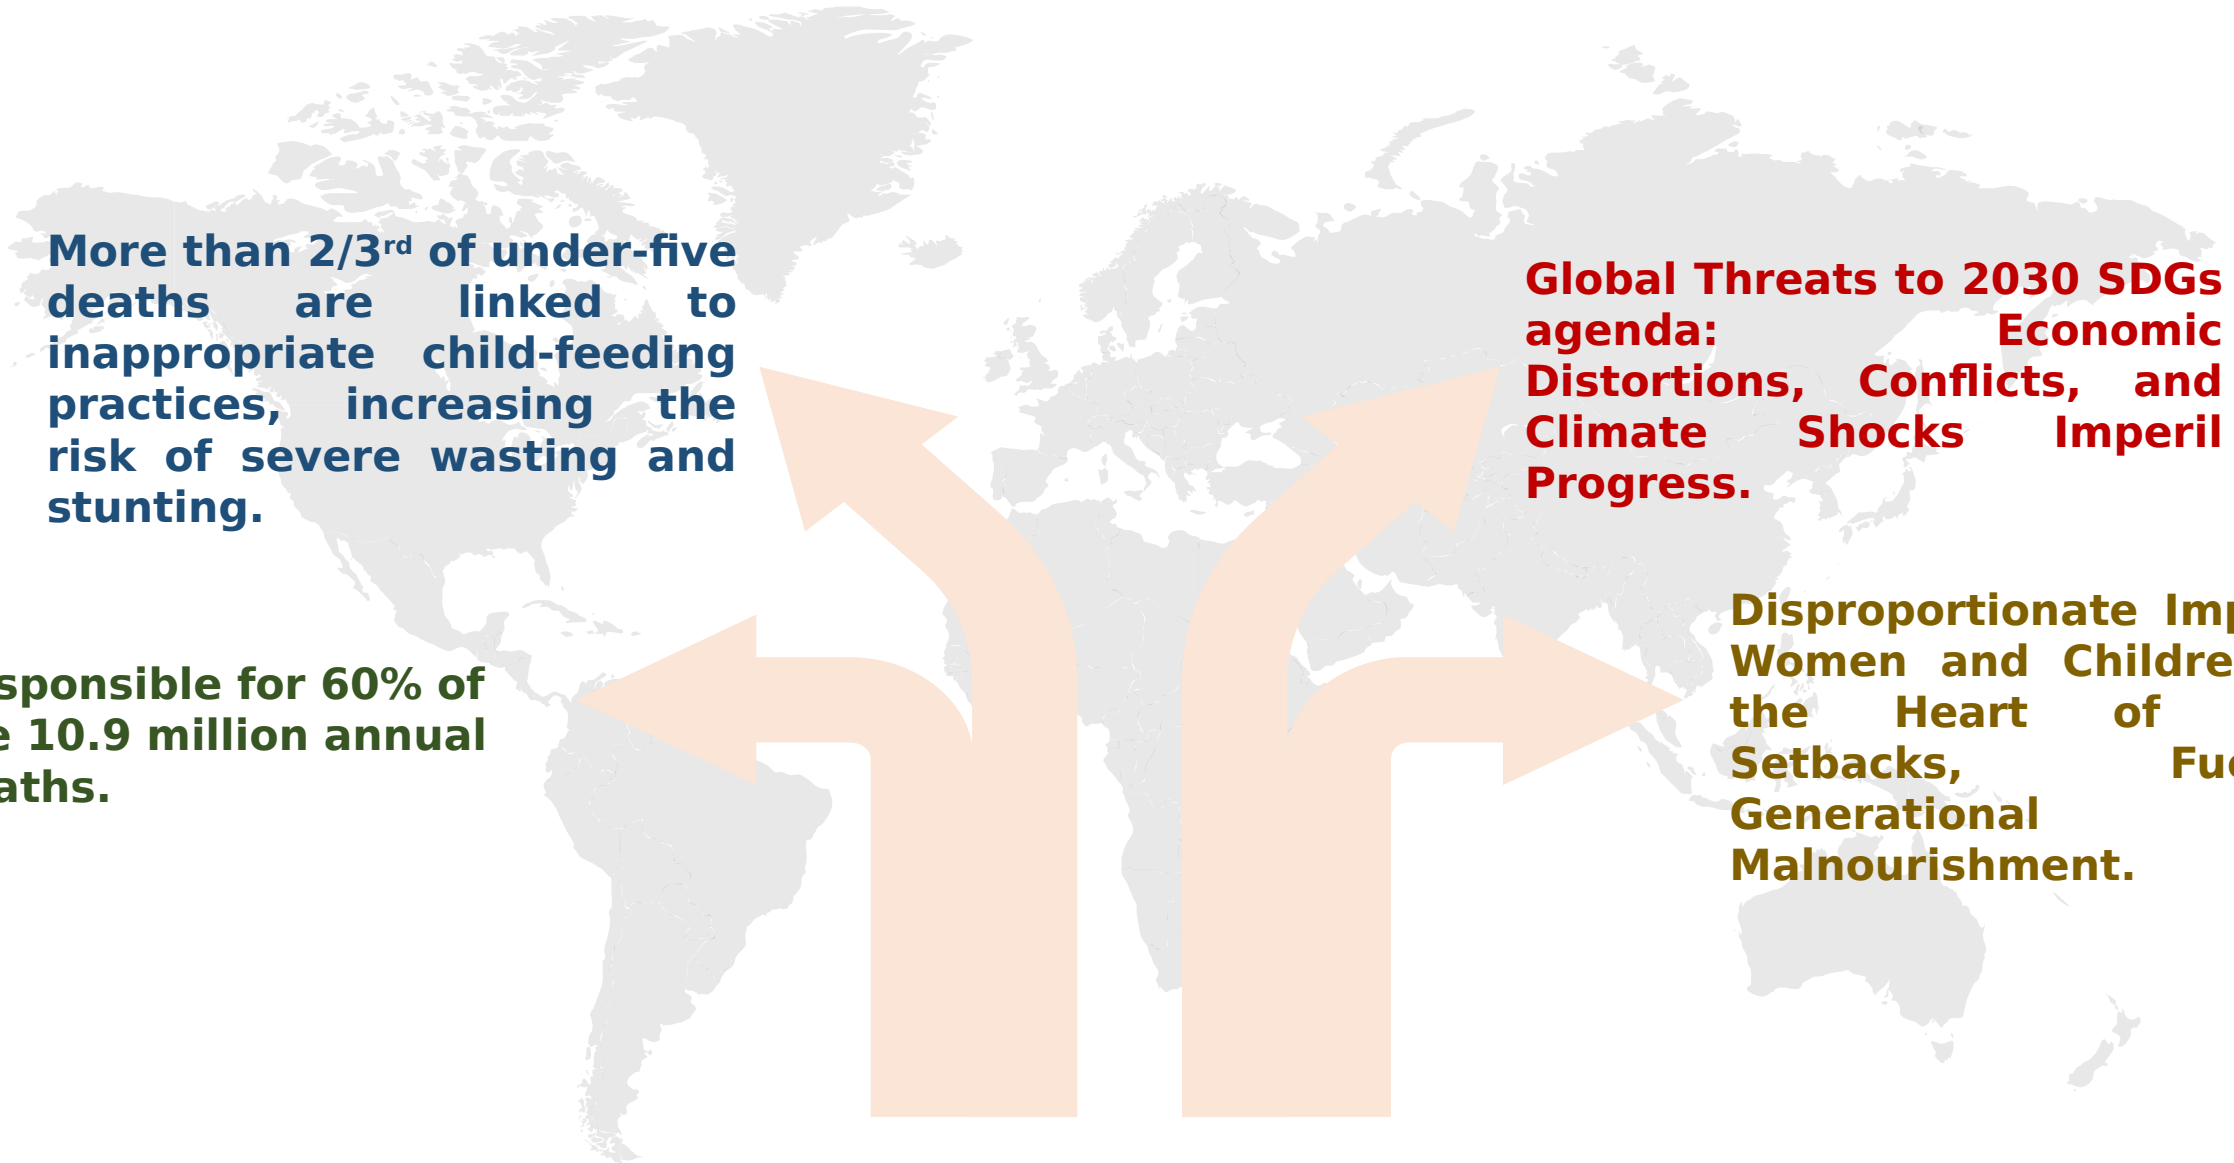 More than 2/3rd of under-five
deaths are linked to
inappropriate child-feeding
practices, increasing the
risk of severe wasting and
stunting.
Global Threats to 2030 SDGs
agenda: Economic
Distortions, Conflicts, and
Climate Shocks Imperil
Progress.
for 60% of
10.9 million annual
Disproportionate
Women and
the Heart of
Setbacks,
Generational
Malnourishment.